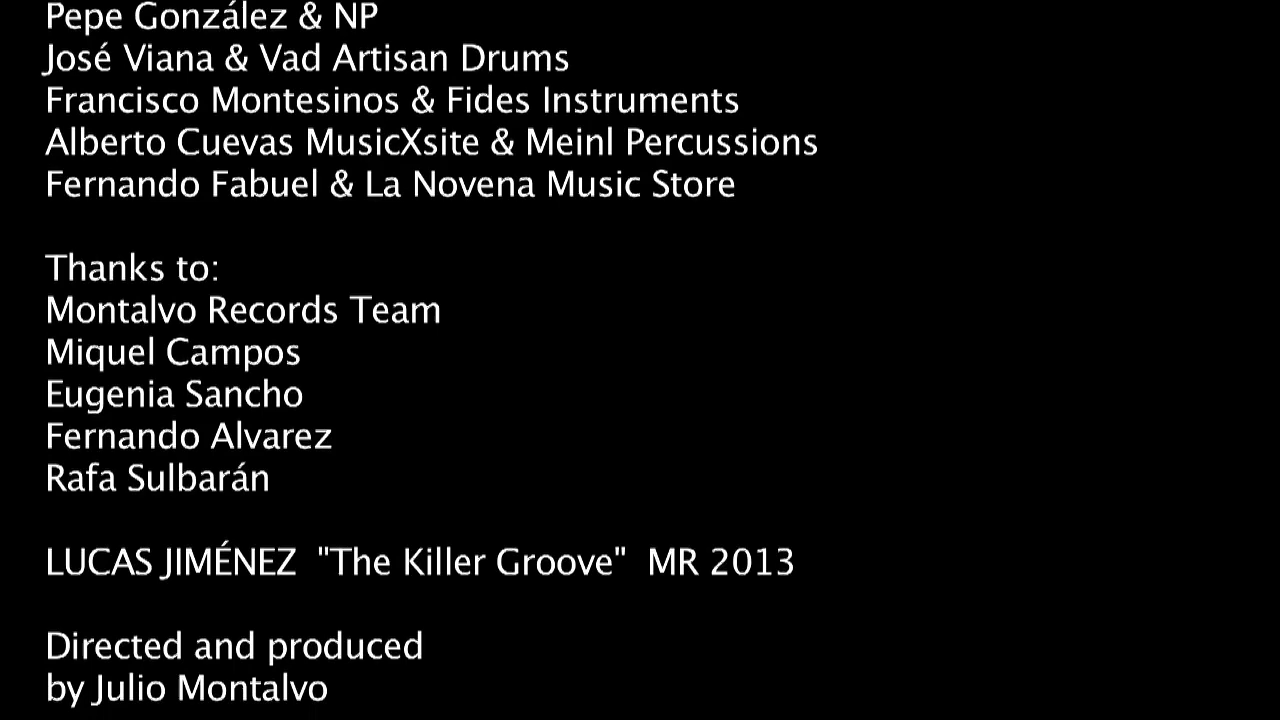 Pepe González & NP
José Viana & Vad Artisan Drums
Francisco Montesinos & Fides Instruments
Alberto Cuevas MusicXsite & Meinl Percussions
Fernando Fabuel & La Novena Music Store
Thanks to:
Montalvo Records Team
Miquel Campos
Eugenia Sancho
Fernando Alvarez
Rafa Sulbarán
LUCAS JIMÉNEZ "The Killer Groove" MR 2013
Directed and produced
by Julio Montalvo